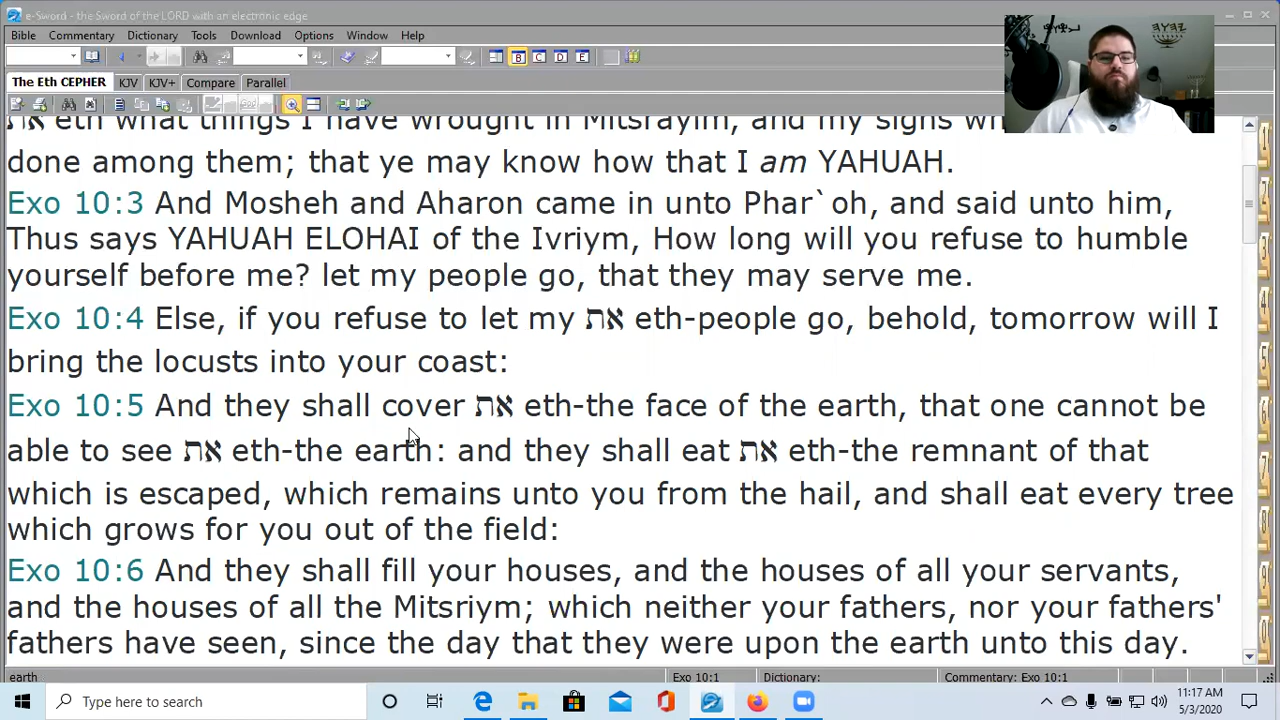 e-Sword - the Sword of the LORD with an electronic edge
Bible Commentary Dictionary Tools Download Options Window Help
B C D E
The Eth CEPHER KJV KJV+ Compare Parallel
את eth what things I have wrought in Mitsrayim, and my signs
done among them; that ye may know how that I am YAHUAH.
Exo 10:3 And Mosheh and Aharon came in unto Phar`oh, and said unto him,
Thus says YAHUAH ELOHAI of the Ivriym, How long will you refuse to humble
yourself before me? let my people go, that they may serve me.
Exo 10:4 Else, if you refuse to let my את eth-people go, behold, tomorrow will I
bring the locusts into your coast:
Exo 10:5 And they shall cover את eth-the face of the earth, that one cannot be
able to see את eth-the earth: and they shall eat את eth-the remnant of that
which is escaped, which remains unto you from the hail, and shall eat every tree
which grows for you out of the field:
Exo 10:6 And they shall fill your houses, and the houses of all your servants,
and the houses of all the Mitsriym; which neither your fathers, nor your fathers'
fathers have seen, since the day that they were upon the earth unto this day.
earth Exo 10:1 Dictionary: Commentary: Exo 10:1
Type here to search
11:17 AM
5/3/2020